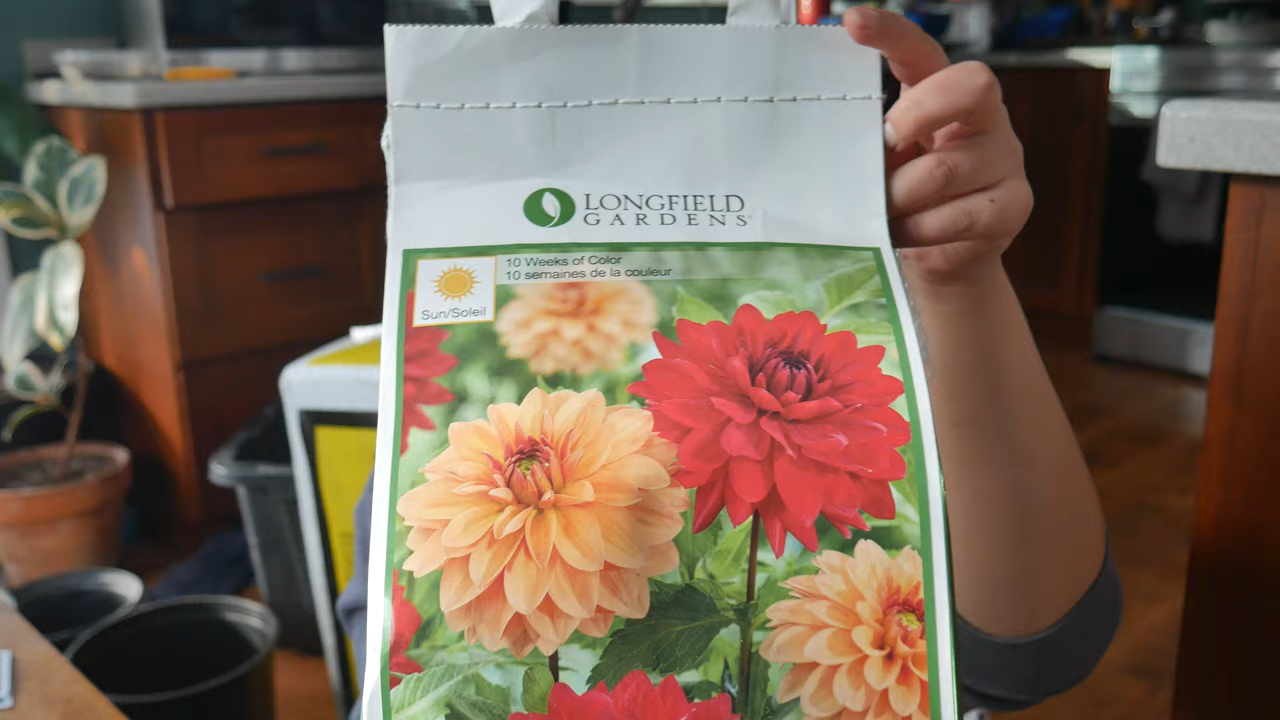 LONGFIELD
GARDENS
10 Weeks of Color
10 semaines de la couleur
Sun/Soleil